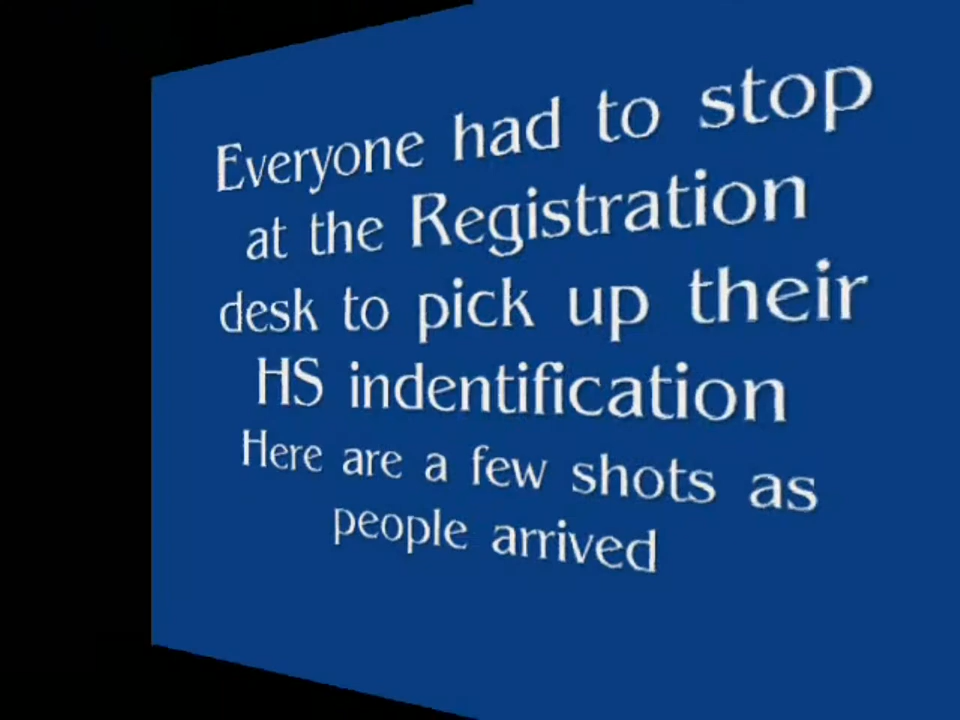 Everyone had to stop
at the Registration
desk to pick up their
HS indentification
Here are a few shots as
people arrived